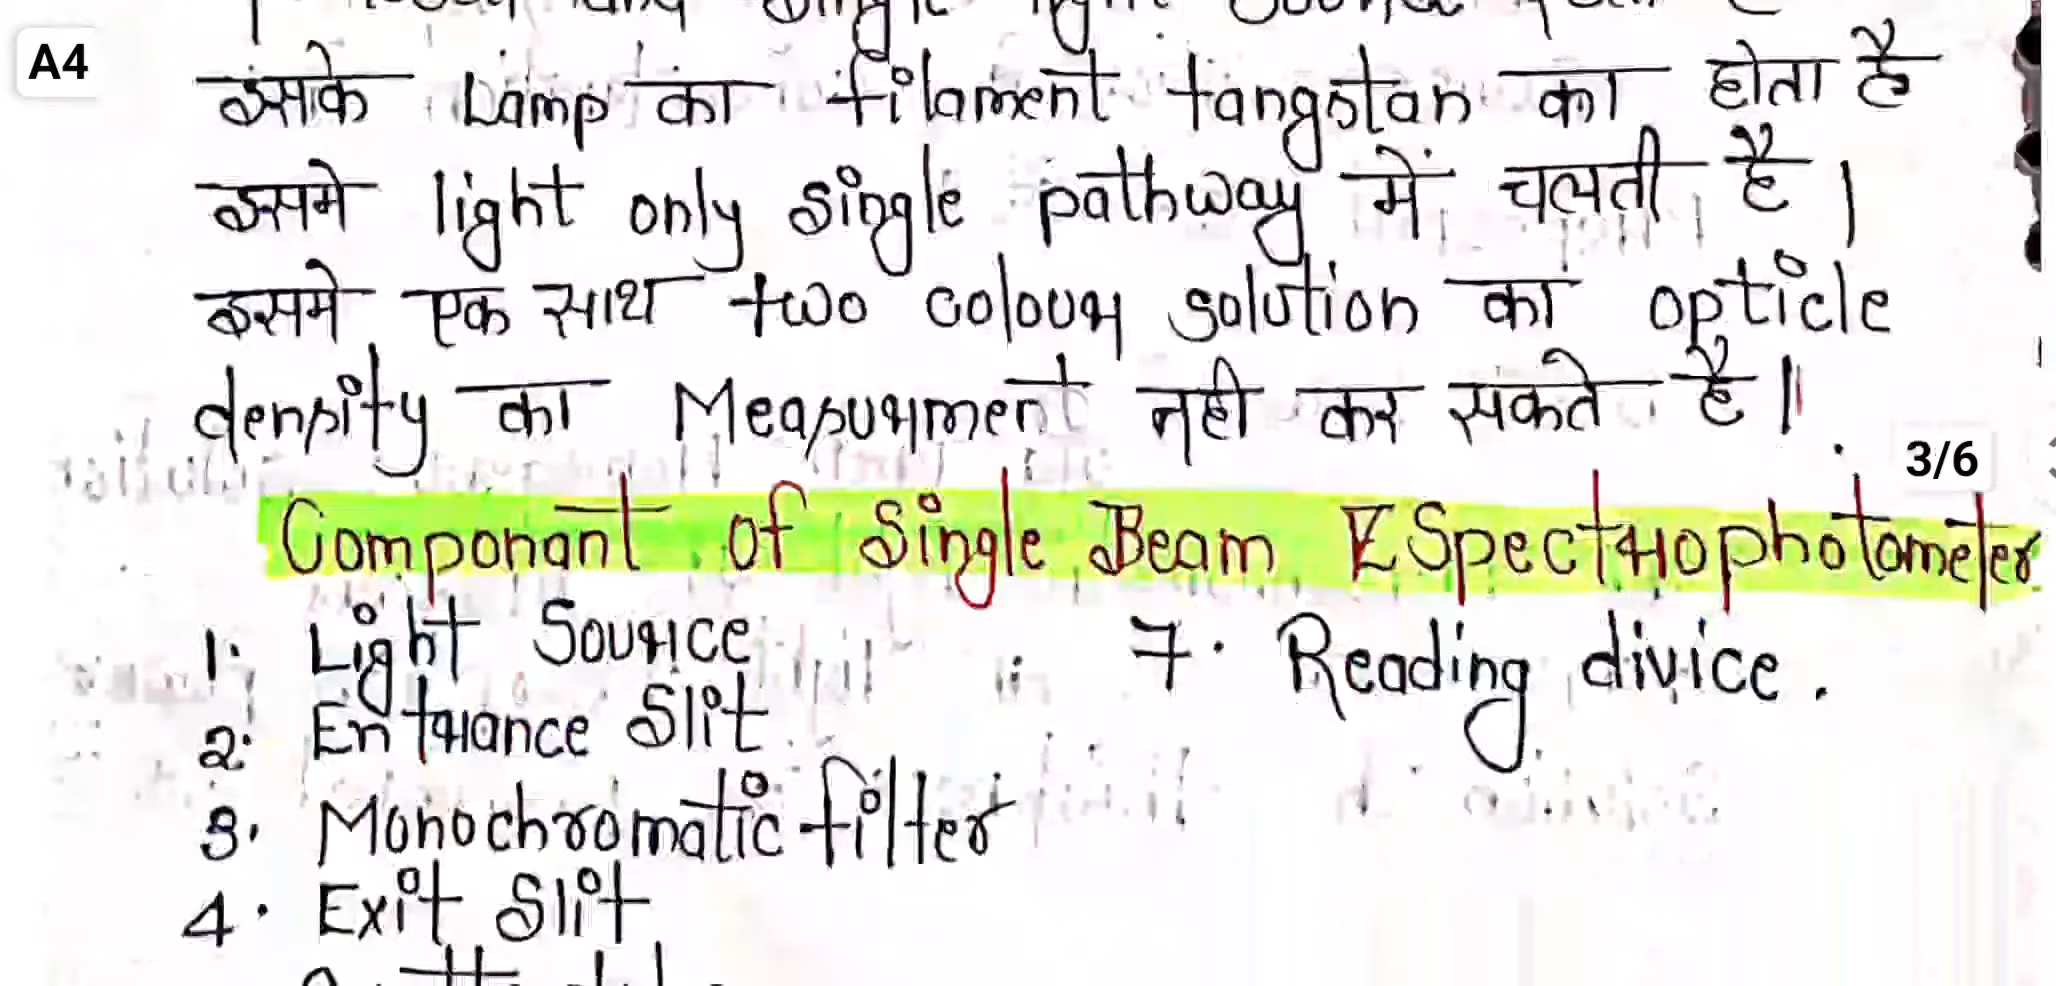 A4
इसके Lamp का filament tangstan का होता है
इसमे light only single pathway में चलती है।
इसमे एक साथ two colour solution का opticle
density का Measurment नही कर सकते है।
3/6
Componant of Single Beam Spectrophotometer
1. Light Source
2. Entrance Slit
3. Monochromatic filter
4. Exit Slit
7. Reading divice.